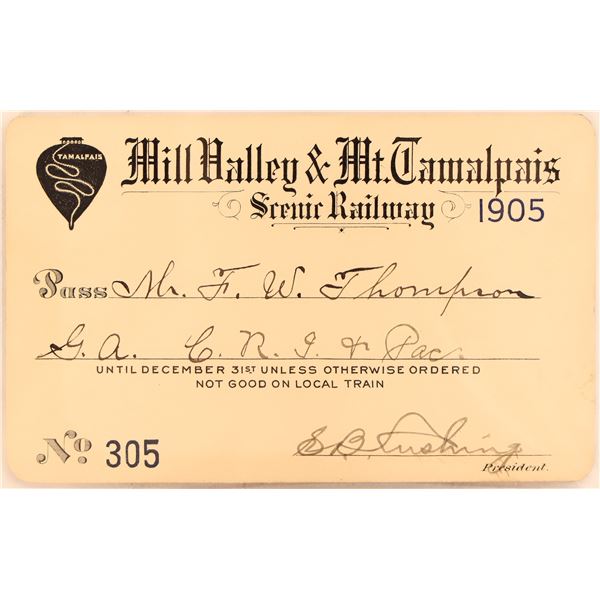 TAMALPAIS
Mill Valley & Mt. Tamalpais
Scenic Railway 1905
Pass Mr. F. W. Thompson
G. A. C. R. I. & Pac.
UNTIL DECEMBER 31ST UNLESS OTHERWISE ORDERED
NOT GOOD ON LOCAL TRAIN
No 305
S B Cushing
President.